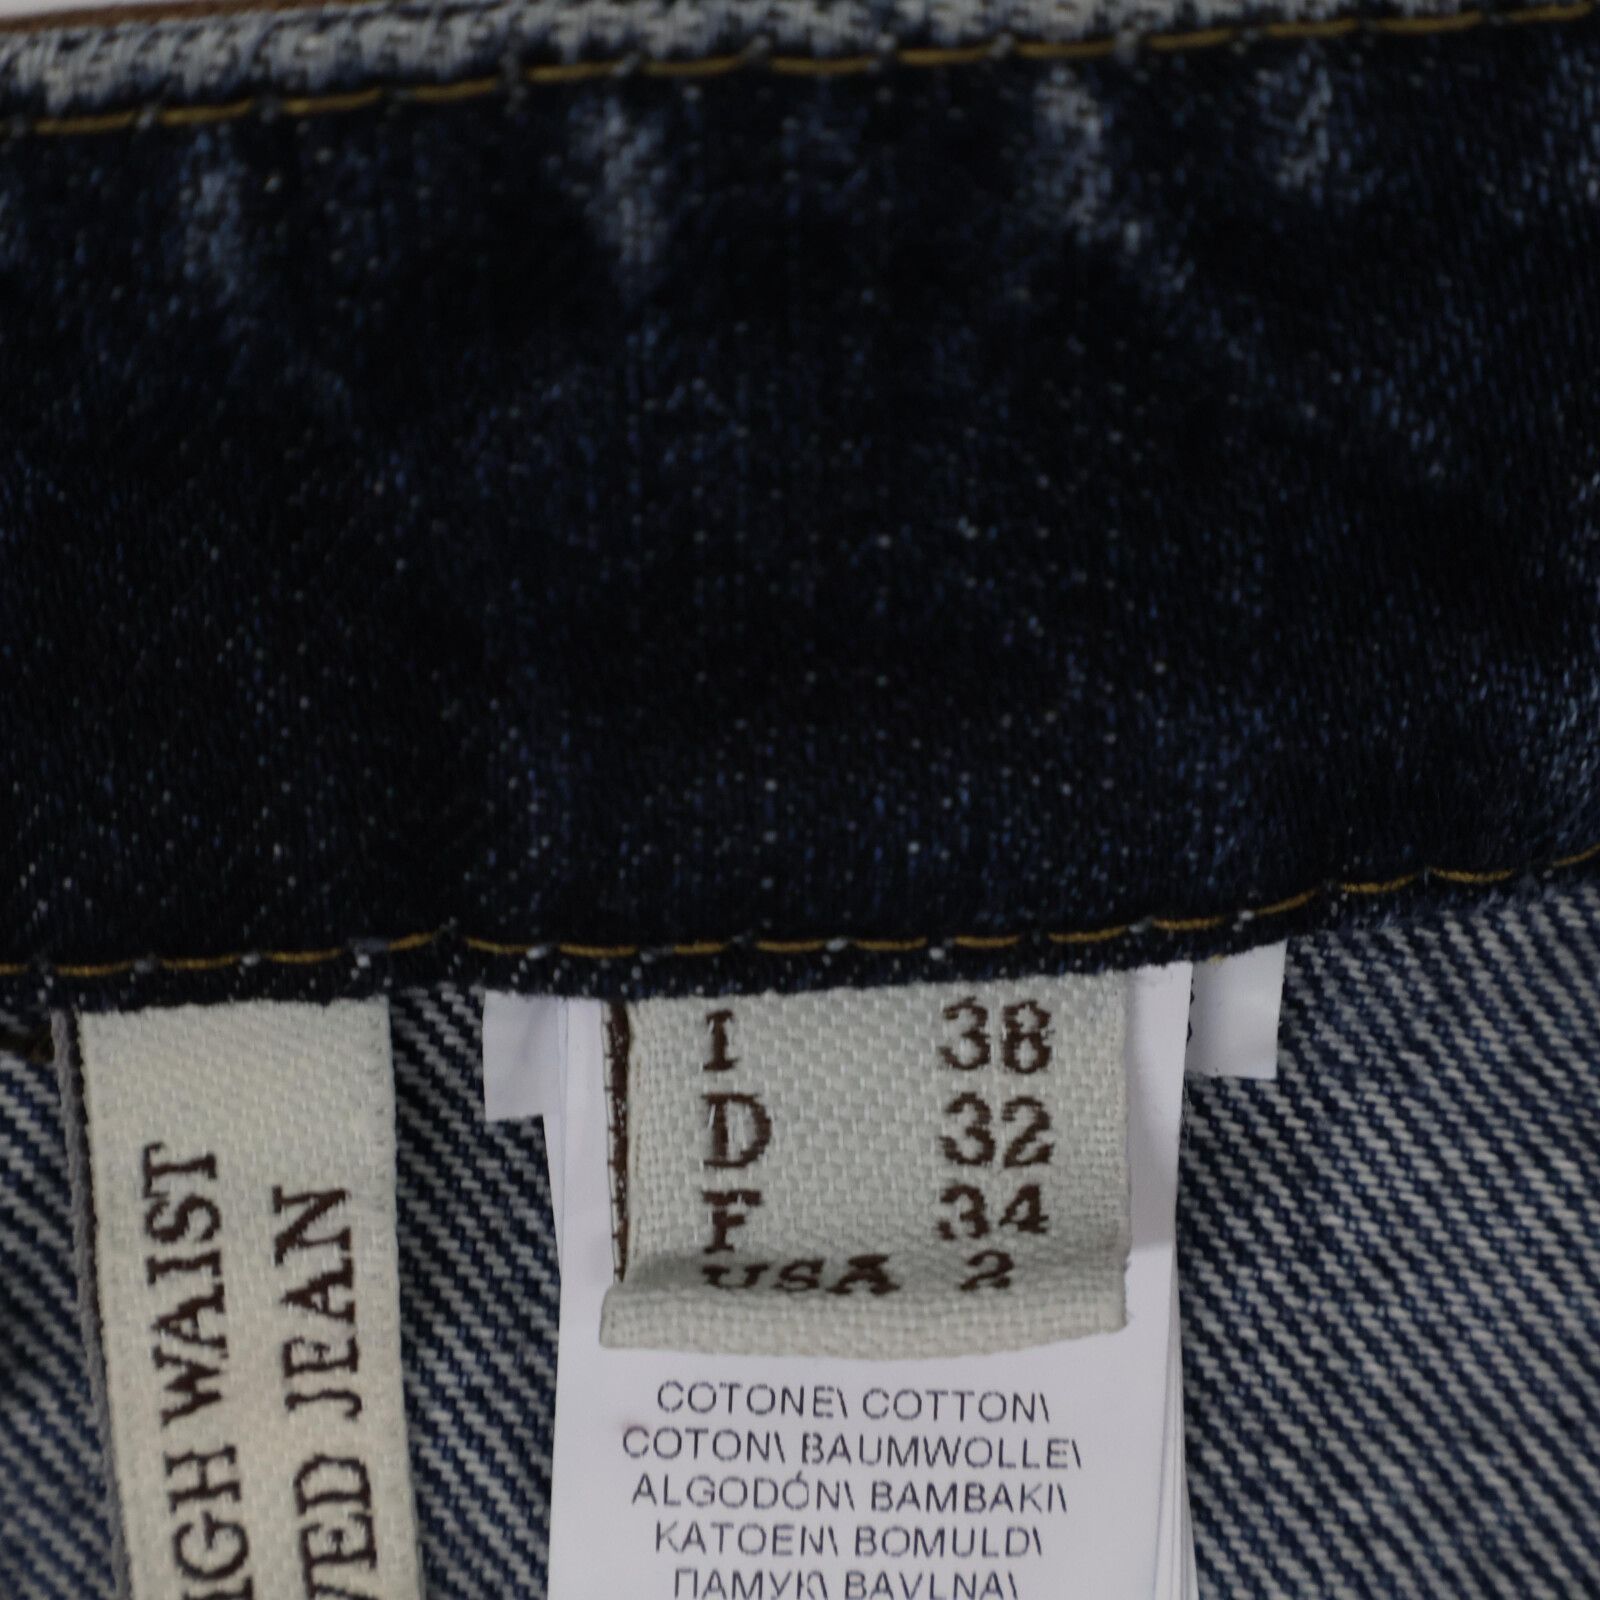 I 38
D 32
F 34
USA 2
COTONE\ COTTON\
COTON\ BAUMWOLLE\
ALGODÓN\ BAMBAKI\
KATOEN\ BOMULD\
ПАМУК\ BAVLNA\
IGH WAIST
VED JEAN